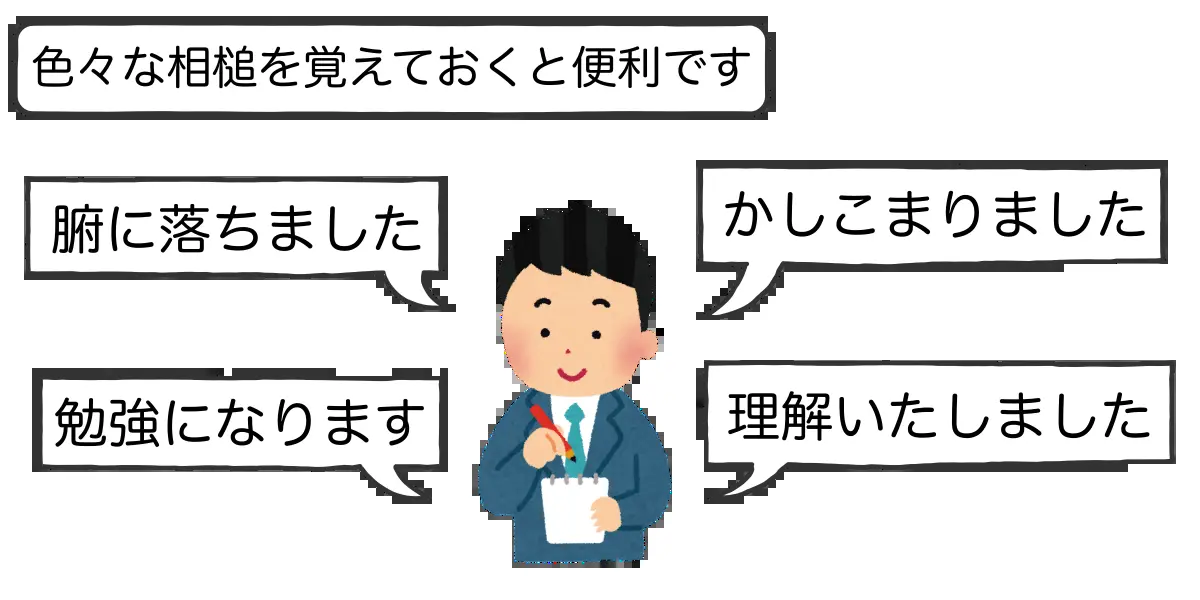 色々な相槌を覚えておくと便利です
腑に落ちました
かしこまりました
勉強になります
理解いたしました